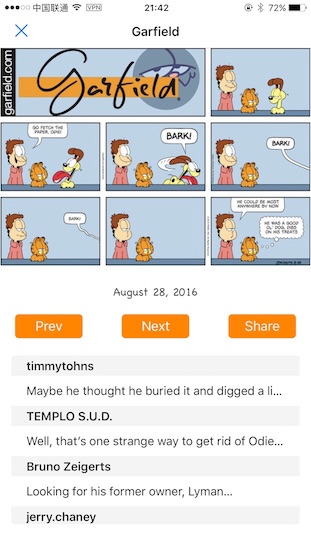 中国联通 VPN 21:42 72%
Garfield
garfield.com
Garfield
GO FETCH THE
PAPER, ODIE!
BARK!
BARK!
BARK!
HE COULD BE MOST
ANYWHERE BY NOW
HE WAS A GOOD
OL' DOG. DIBS
ON HIS TREATS
August 28, 2016
Prev Next Share
timmytohns
Maybe he thought he buried it and digged a li...
TEMPLO S.U.D.
Well, that's one strange way to get rid of Odie...
Bruno Zeigerts
Looking for his former owner, Lyman...
jerry.chaney